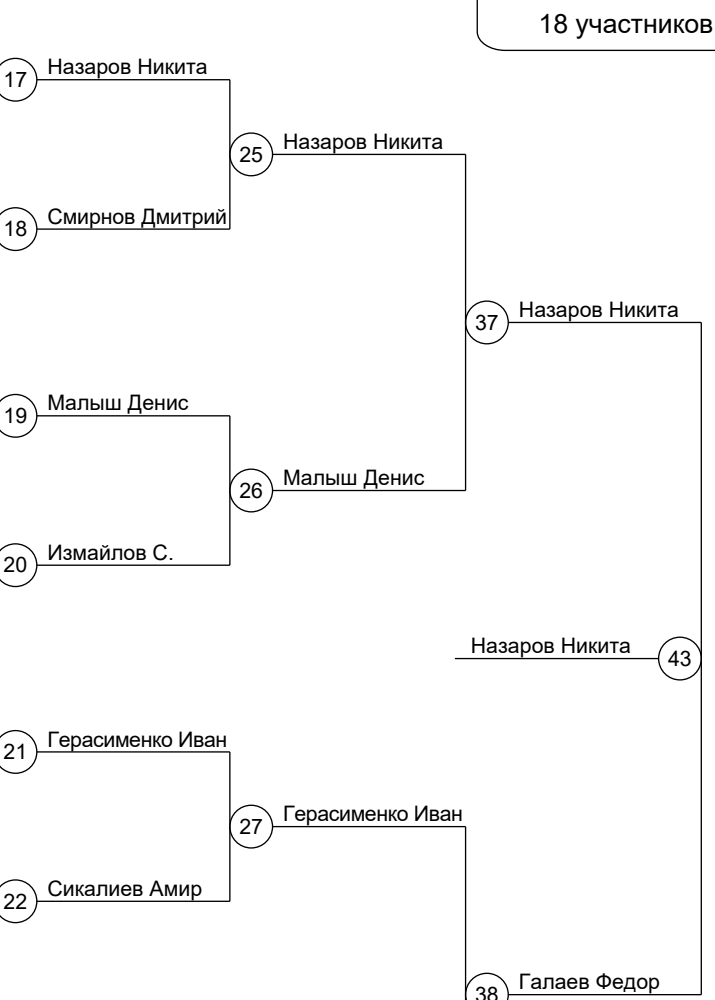 18 участников
17 Назаров Никита
25 Назаров Никита
18 Смирнов Дмитрий
37 Назаров Никита
19 Малыш Денис
26 Малыш Денис
20 Измайлов С.
Назаров Никита 43
21 Герасименко Иван
27 Герасименко Иван
22 Сикалиев Амир
38 Галаев Федор